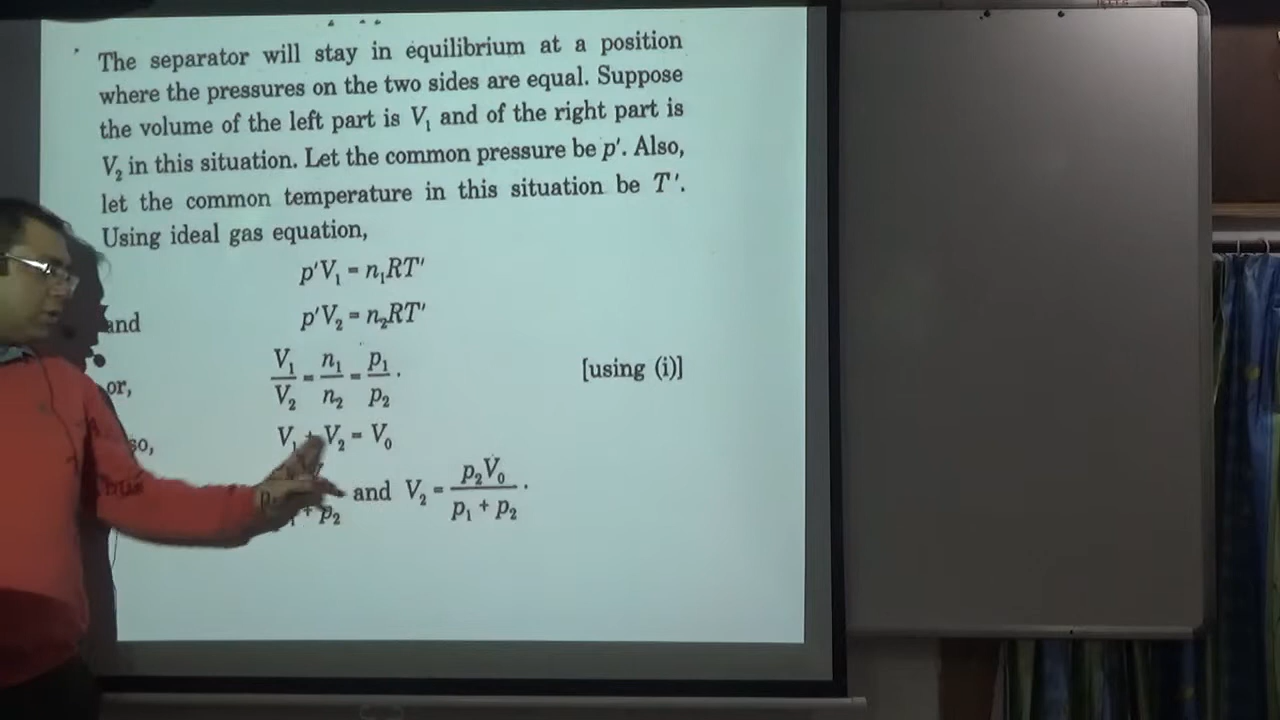 The separator will stay in equilibrium at a position
where the pressures on the two sides are equal. Suppose
the volume of the left part is V₁ and of the right part is
V₂ in this situation. Let the common pressure be p′. Also,
let the common temperature in this situation be T′.
Using ideal gas equation,
p′V₁ = n₁RT′
and p′V₂ = n₂RT′
or, V₁/V₂ = n₁/n₂ = p₁/p₂. [using (i)]
V₁ + V₂ = V₀
+ p₂ and V₂ = p₂V₀/(p₁ + p₂).